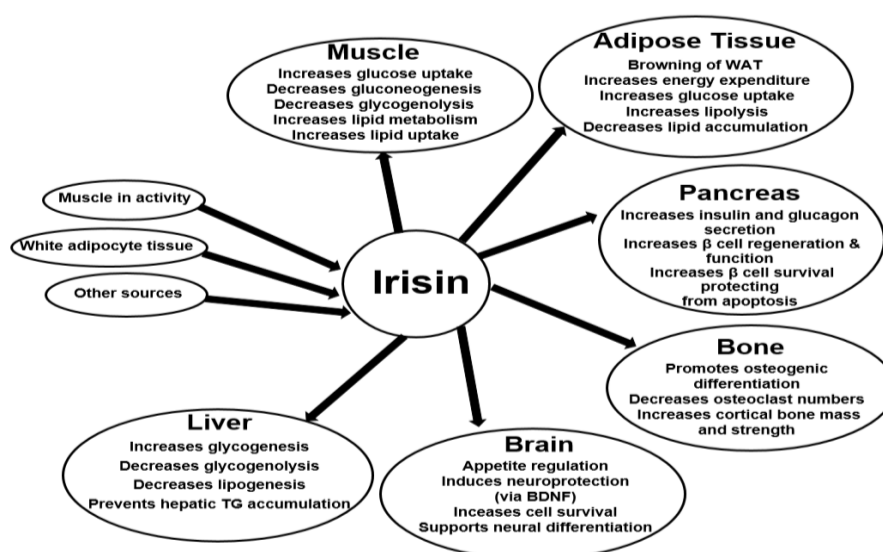 Muscle
Increases glucose uptake
Decreases gluconeogenesis
Decreases glycogenolysis
Increases lipid metabolism
Increases lipid uptake
Adipose Tissue
Browning of WAT
Increases energy expenditure
Increases glucose uptake
Increases lipolysis
Decreases lipid accumulation
Muscle in activity
White adipocyte tissue
Other sources
Irisin
Pancreas
Increases insulin and glucagon
secretion
Increases β cell regeneration &
funcition
Increases β cell survival
protecting
from apoptosis
Bone
Promotes osteogenic
differentiation
Decreases osteoclast numbers
Increases cortical bone mass
and strength
Liver
Increases glycogenesis
Decreases glycogenolysis
Decreases lipogenesis
Prevents hepatic TG accumulation
Brain
Appetite regulation
Induces neuroprotection
(via BDNF)
Inceases cell survival
Supports neural differentiation